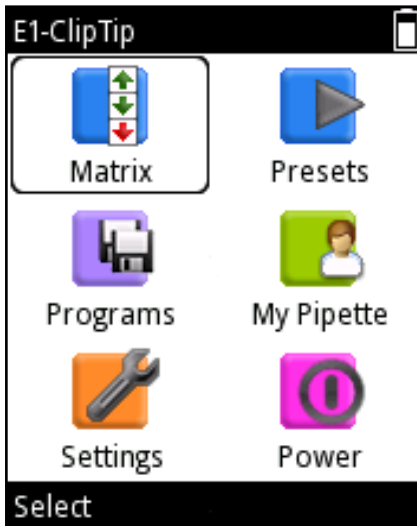 E1-ClipTip
Matrix
Presets
Programs
My Pipette
Settings
Power
Select